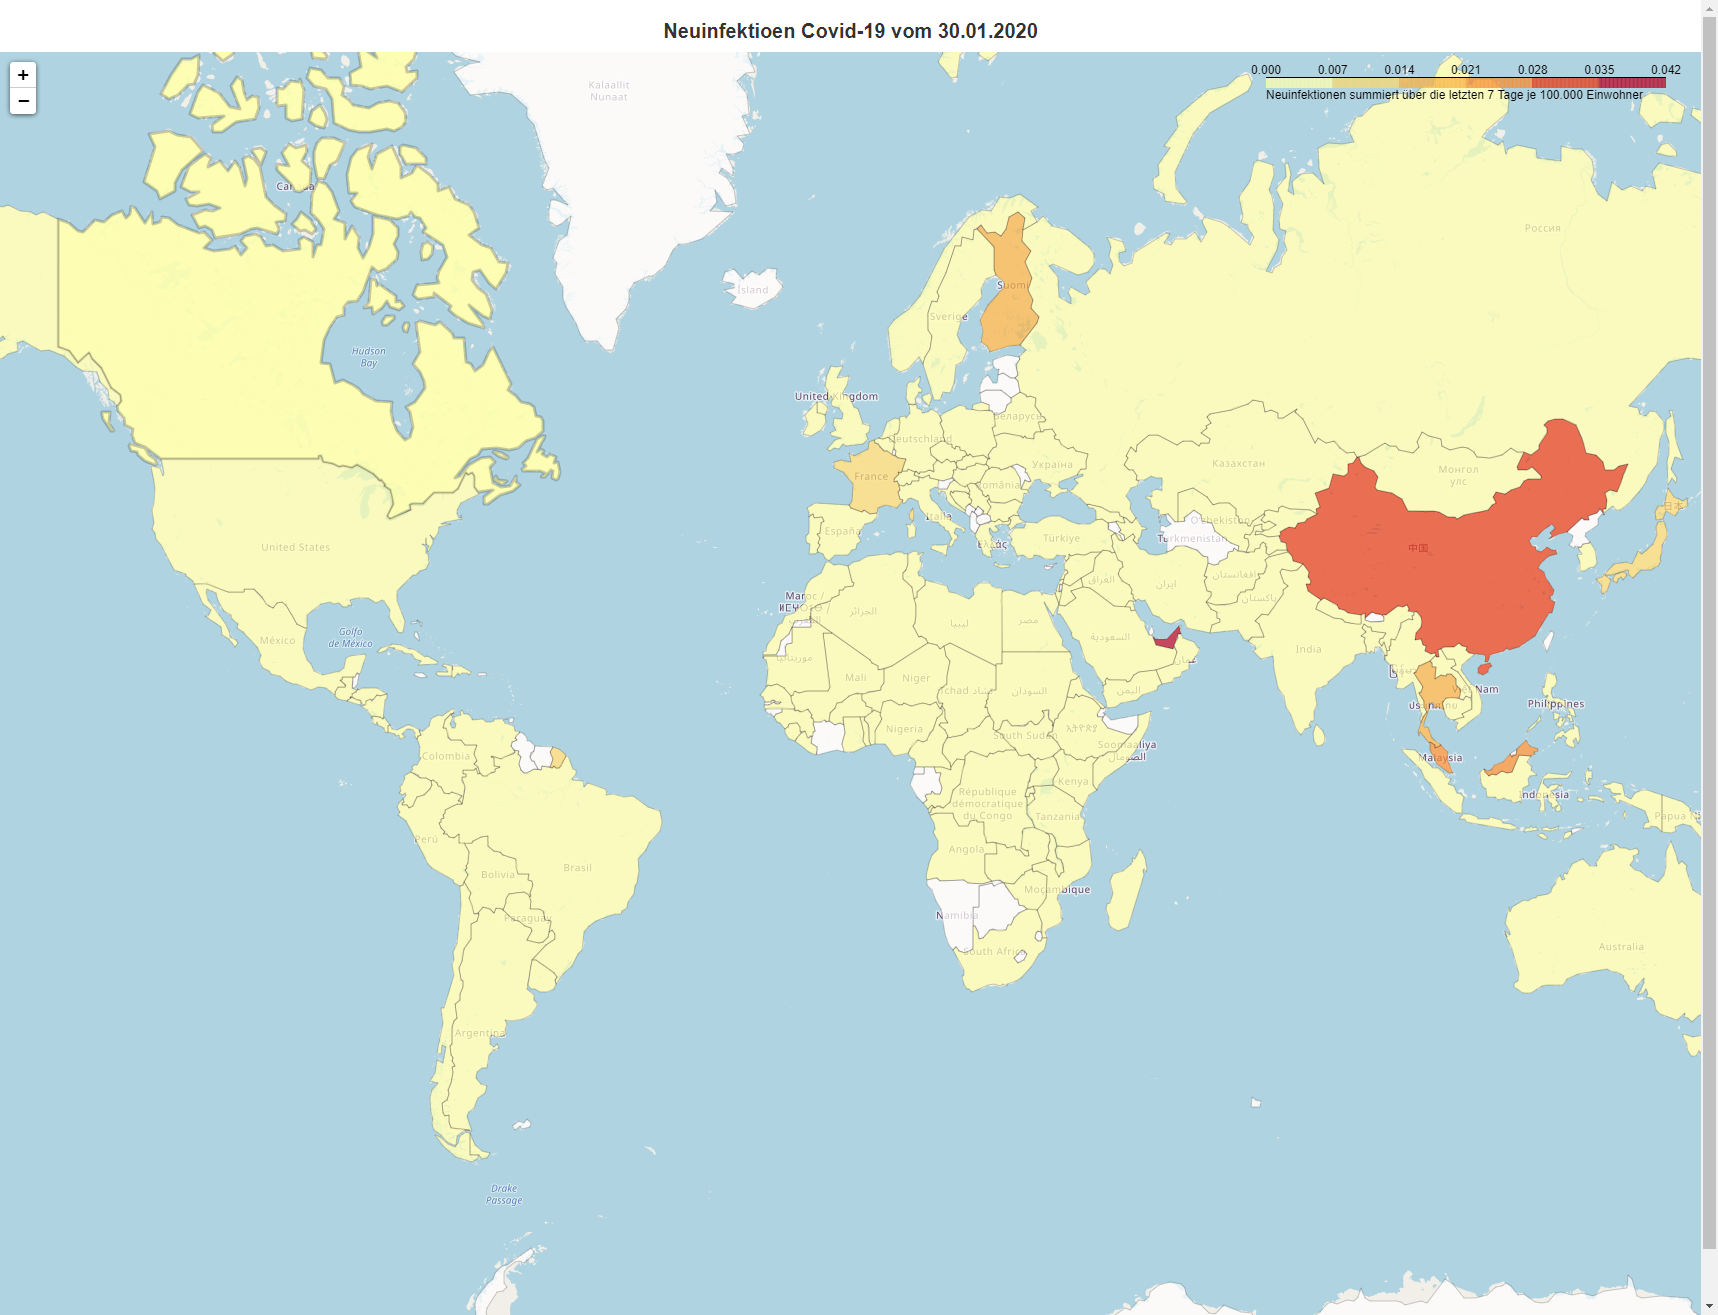 Neuinfektioen Covid-19 vom 30.01.2020
+
−
0.000 0.007 0.014 0.021 0.028 0.035 0.042
Neuinfektionen summiert über die letzten 7 Tage je 100.000 Einwohner
Kalaallit
Nunaat
Canada
Россия
Ísland
Suomi
Sverige
Hudson
Bay
United Kingdom
Беларусь
Deutschland
Україна
Казахстан
Монгол
улс
France
România
Italia
España
Ελλάς
Türkiye
Oʻzbekiston
Turkmenistan
中国
United States
العراق
ایران
افغانستان
پاکستان
Maroc /
الجزائر
ليبيا
مصر
السعودية
India
México
Golfo
de México
موريتانيا
Mali
Niger
Tchad تشاد
السودان
اليمن
عمان
Việt Nam
Philippines
Nigeria
South Sudan
Soomaaliya
الصومال
Colombia
Malaysia
Kenya
République
démocratique
du Congo
Indonesia
Tanzania
Papua
Perú
Angola
Brasil
Bolivia
Moçambique
Paraguay
Namibia
South Africa
Australia
Argentina
Drake
Passage